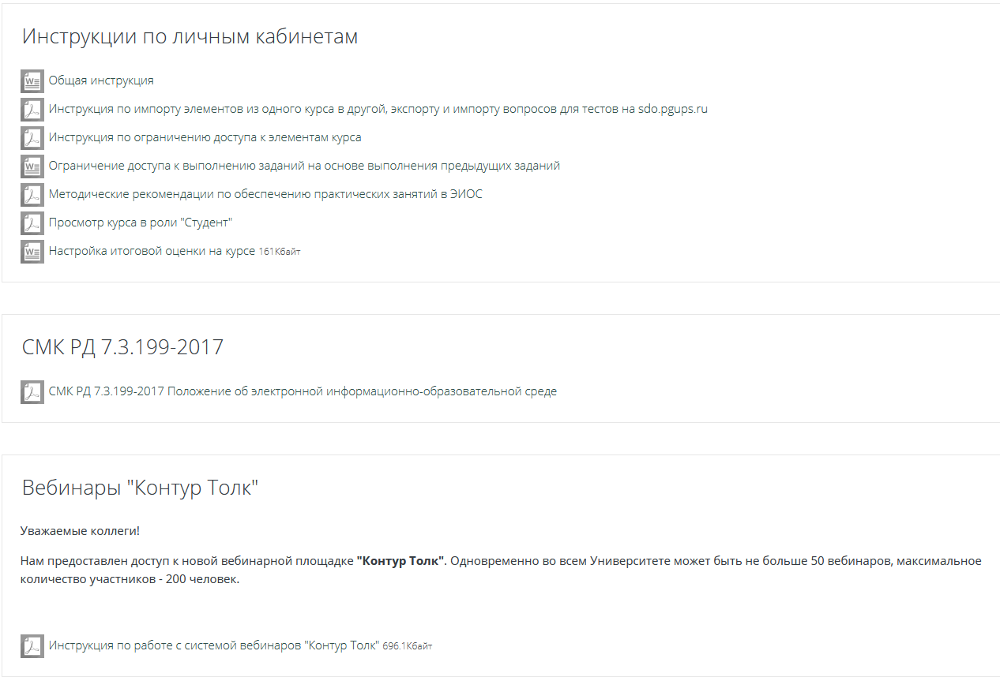 Инструкции по личным кабинетам
Общая инструкция
Инструкция по импорту элементов из одного курса в другой, экспорту и импорту вопросов для тестов на sdo.pgups.ru
Инструкция по ограничению доступа к элементам курса
Ограничение доступа к выполнению заданий на основе выполнения предыдущих заданий
Методические рекомендации по обеспечению практических занятий в ЭИОС
Просмотр курса в роли "Студент"
Настройка итоговой оценки на курсе 161Кбайт
СМК РД 7.3.199-2017
СМК РД 7.3.199-2017 Положение об электронной информационно-образовательной среде
Вебинары "Контур Толк"
Уважаемые коллеги!
Нам предоставлен доступ к новой вебинарной площадке "Контур Толк". Одновременно во всем Университете может быть не больше 50 вебинаров, максимальное
количество участников - 200 человек.
Инструкция по работе с системой вебинаров "Контур Толк" 696.1Кбайт